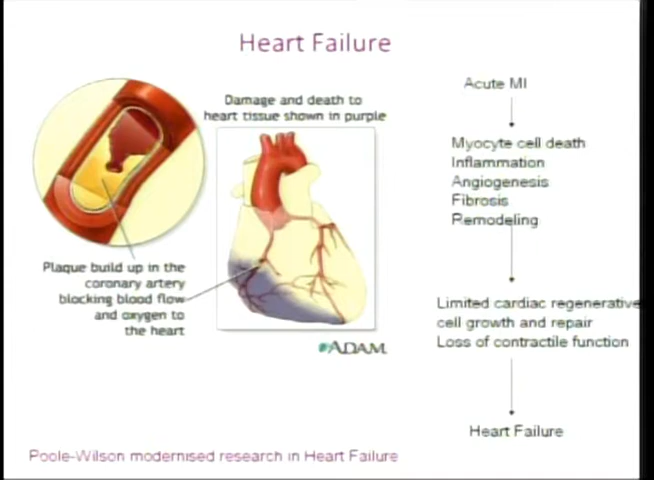 Heart Failure
Damage and death to
heart tissue shown in purple
Plaque build up in the
coronary artery
blocking blood flow
and oxygen to
the heart
ADAM
Acute MI
Myocyte cell death
Inflammation
Angiogenesis
Fibrosis
Remodeling
Limited cardiac regenerative
cell growth and repair
Loss of contractile function
Heart Failure
Poole-Wilson modernised research in Heart Failure